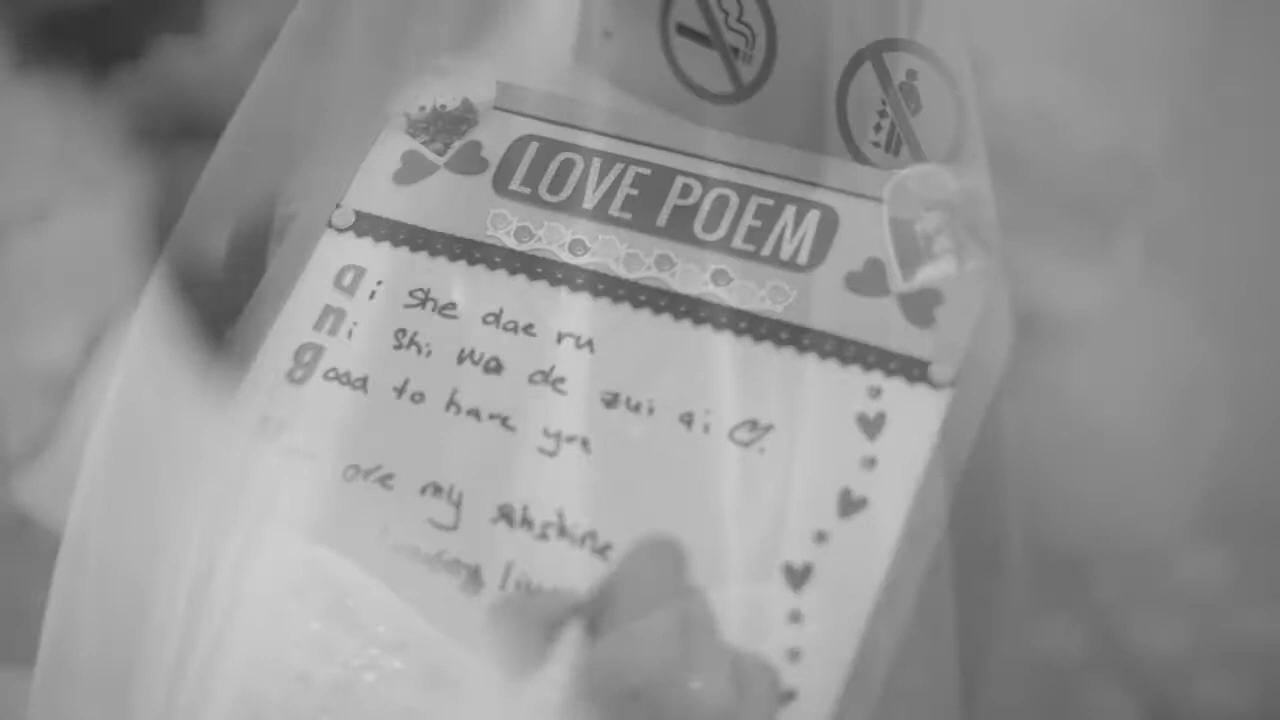 LOVE POEM
ai she dae ru
ni shi wo de zui ai
good to have you
are my sunshine